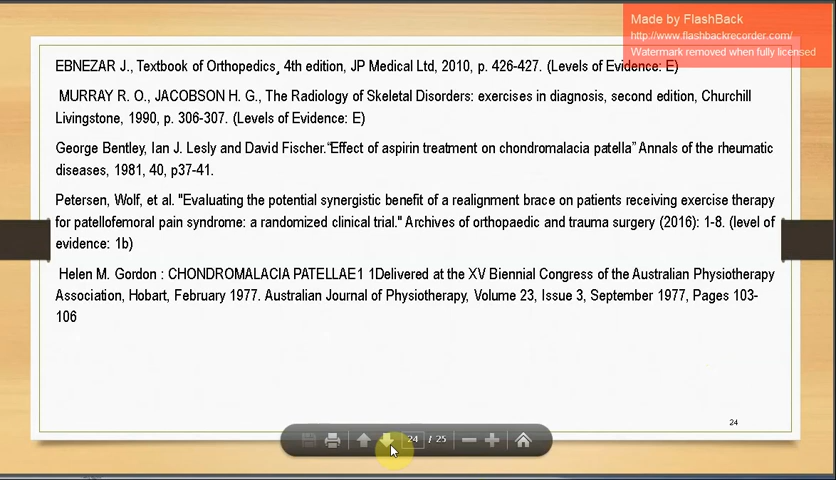 Made by FlashBack
http://www.flashbackrecorder.com/
Watermark removed when fully licensed
EBNEZAR J., Textbook of Orthopedics¸ 4th edition, JP Medical Ltd, 2010, p. 426-427. (Levels of Evidence: E)
MURRAY R. O., JACOBSON H. G., The Radiology of Skeletal Disorders: exercises in diagnosis, second edition, Churchill
Livingstone, 1990, p. 306-307. (Levels of Evidence: E)
George Bentley, Ian J. Lesly and David Fischer.“Effect of aspirin treatment on chondromalacia patella” Annals of the rheumatic
diseases, 1981, 40, p37-41.
Petersen, Wolf, et al. "Evaluating the potential synergistic benefit of a realignment brace on patients receiving exercise therapy
for patellofemoral pain syndrome: a randomized clinical trial." Archives of orthopaedic and trauma surgery (2016): 1-8. (level of
evidence: 1b)
Helen M. Gordon : CHONDROMALACIA PATELLAE1 1Delivered at the XV Biennial Congress of the Australian Physiotherapy
Association, Hobart, February 1977. Australian Journal of Physiotherapy, Volume 23, Issue 3, September 1977, Pages 103-
106
24
24 / 25